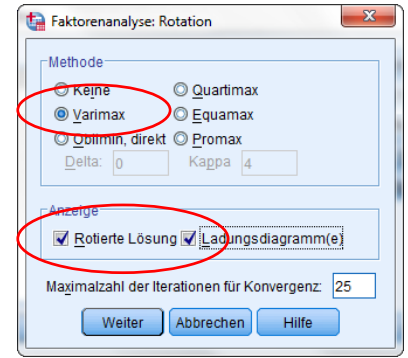 Faktorenanalyse: Rotation
x
Methode
Keine Quartimax
Varimax Equamax
Oblimin, direkt Promax
Delta: 0 Kappa 4
Anzeige
Rotierte Lösung Ladungsdiagramm(e)
Maximalzahl der Iterationen für Konvergenz: 25
Weiter Abbrechen Hilfe